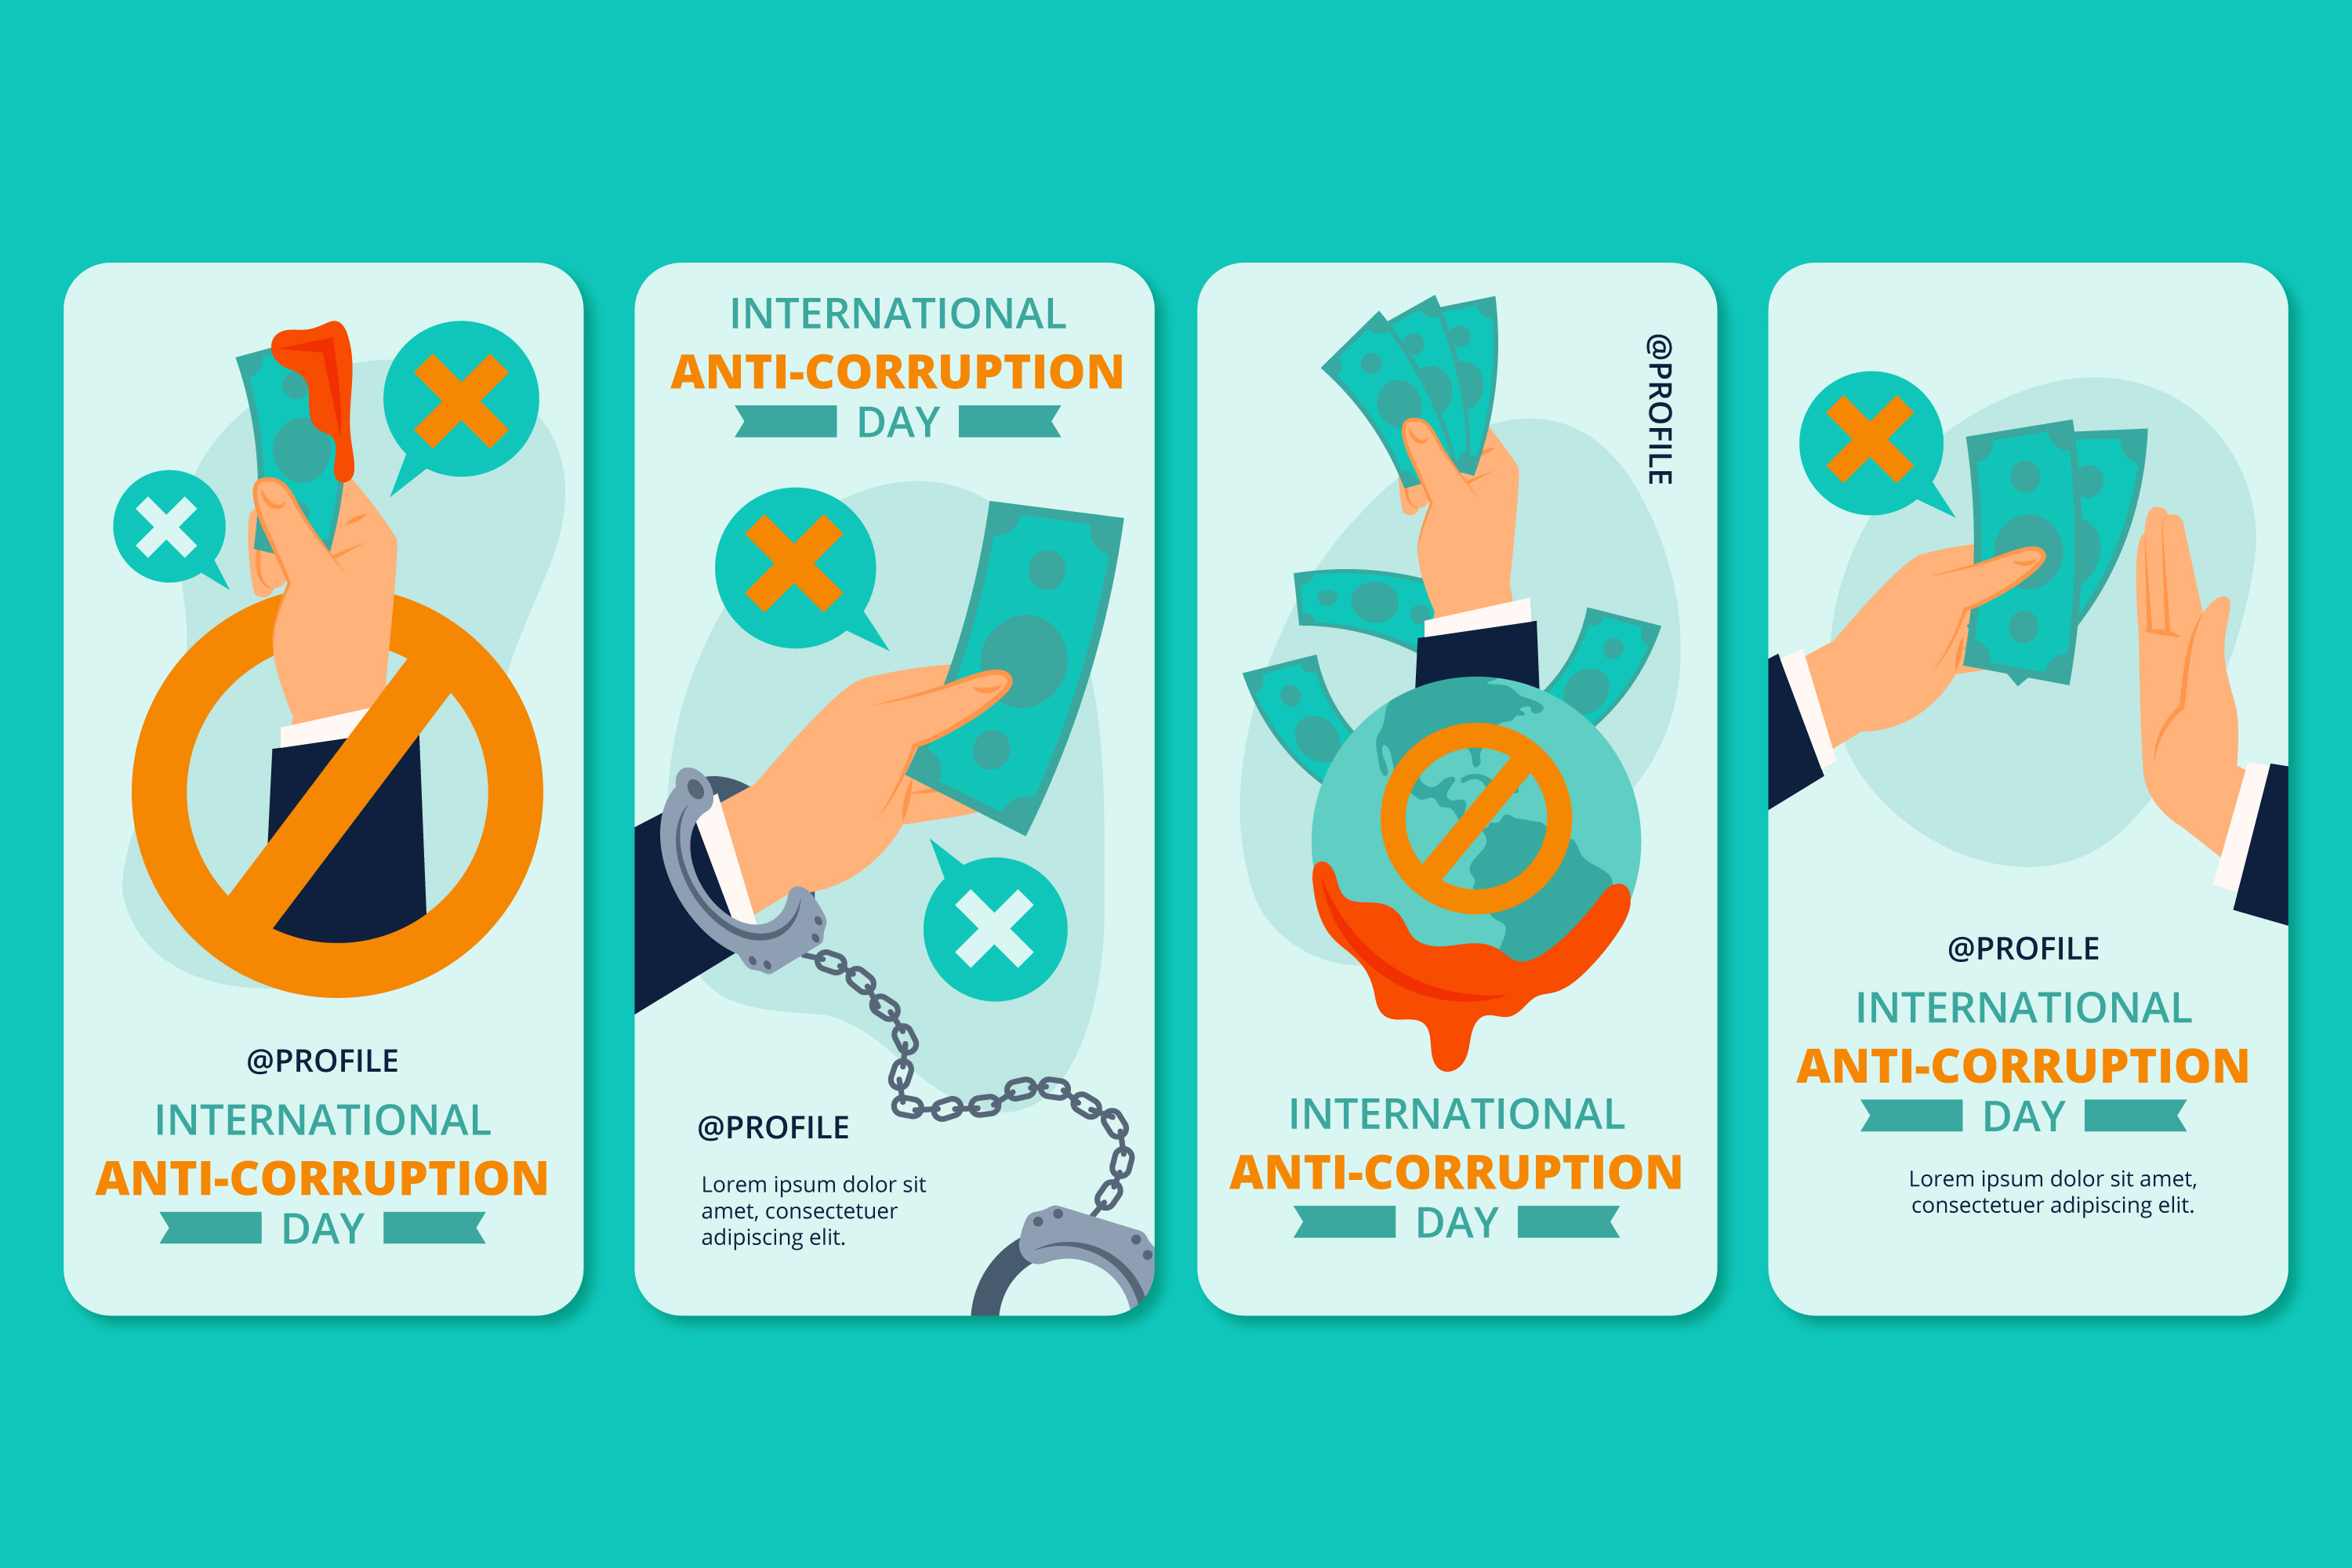 @PROFILE
INTERNATIONAL
ANTI-CORRUPTION
DAY
INTERNATIONAL
ANTI-CORRUPTION
DAY
@PROFILE
Lorem ipsum dolor sit
amet, consectetuer
adipiscing elit.
@PROFILE
INTERNATIONAL
ANTI-CORRUPTION
DAY
@PROFILE
INTERNATIONAL
ANTI-CORRUPTION
DAY
Lorem ipsum dolor sit amet,
consectetuer adipiscing elit.